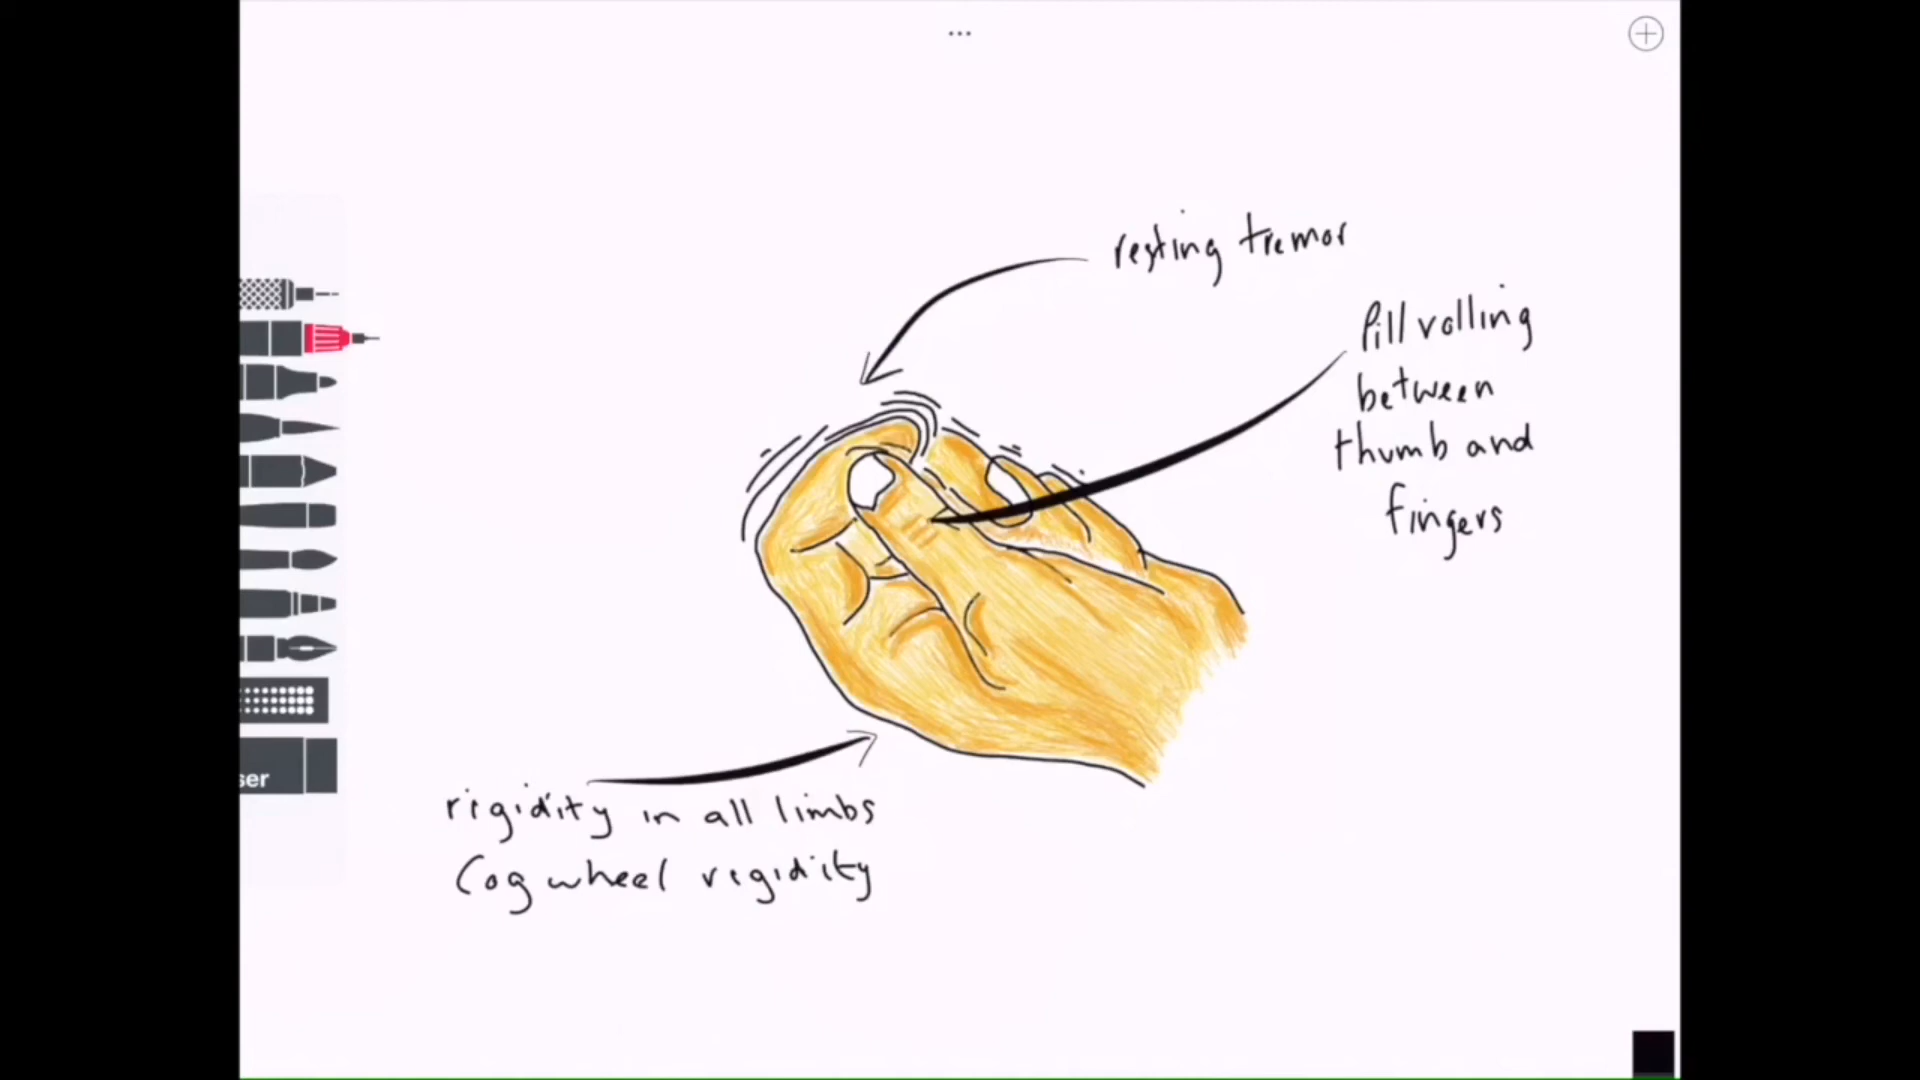 resting tremor
Pill rolling
between
thumb and
fingers
rigidity in all limbs
Cog wheel rigidity
ser